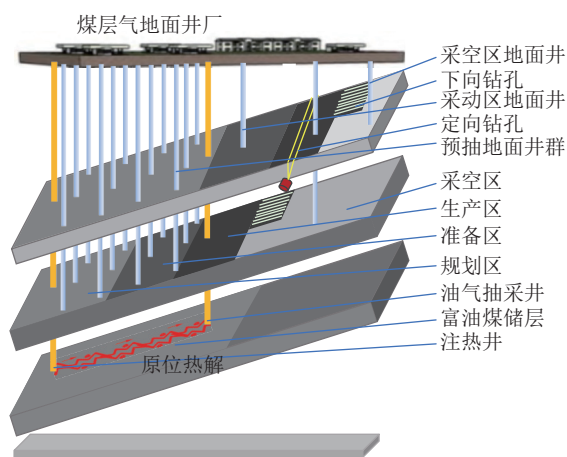 煤层气地面井厂
采空区地面井
下向钻孔
采动区地面井
定向钻孔
预抽地面井群
采空区
生产区
准备区
规划区
油气抽采井
富油煤储层
注热井
原位热解